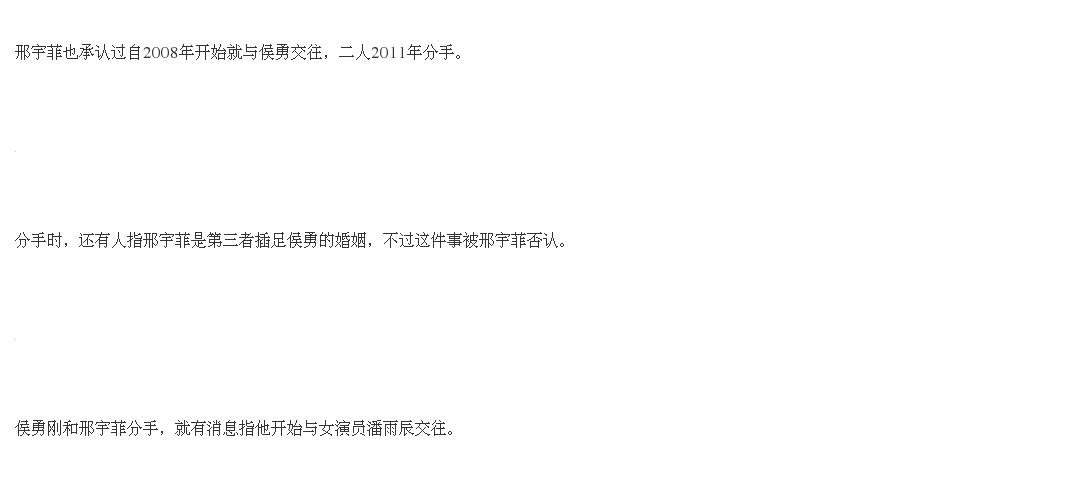 邢宇菲也承认过自2008年开始就与侯勇交往，二人2011年分手。
分手时，还有人指邢宇菲是第三者插足侯勇的婚姻，不过这件事被邢宇菲否认。
侯勇刚和邢宇菲分手，就有消息指他开始与女演员潘雨辰交往。